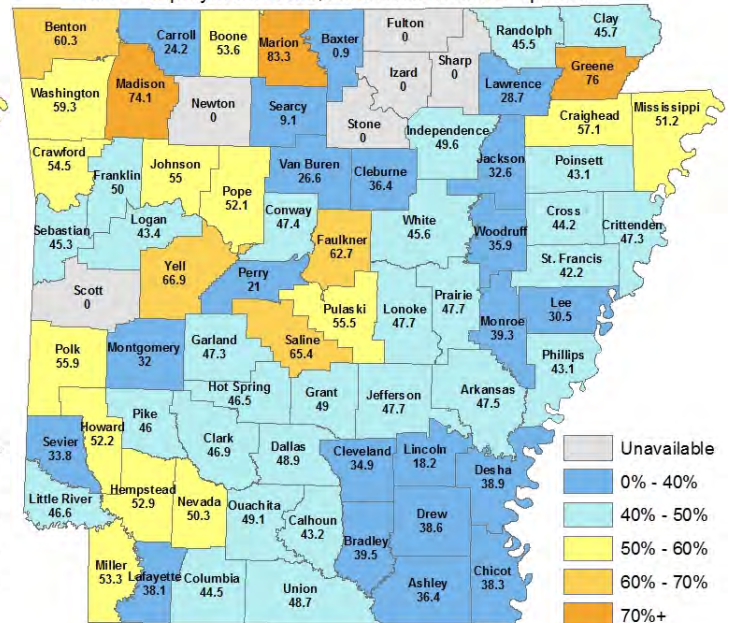 Benton
60.3
Carroll
24.2
Boone
53.6
Marion
83.3
Baxter
0.9
Fulton
0
Randolph
45.5
Clay
45.7
Washington
59.3
Madison
74.1
Newton
0
Searcy
9.1
Izard
0
Sharp
0
Stone
0
Lawrence
28.7
Greene
76
Independence
49.6
Craighead
57.1
Mississippi
51.2
Crawford
54.5
Franklin
50
Johnson
55
Pope
52.1
Van Buren
26.6
Cleburne
36.4
Jackson
32.6
Poinsett
43.1
Sebastian
45.3
Logan
43.4
Conway
47.4
Faulkner
62.7
White
45.6
Woodruff
35.9
Cross
44.2
Crittenden
47.3
St. Francis
42.2
Scott
0
Yell
66.9
Perry
21
Pulaski
55.5
Lonoke
47.7
Prairie
47.7
Monroe
39.3
Lee
30.5
Phillips
43.1
Polk
55.9
Montgomery
32
Garland
47.3
Saline
65.4
Hot Spring
46.5
Grant
49
Jefferson
47.7
Arkansas
47.5
Sevier
33.8
Howard
52.2
Pike
46
Clark
46.9
Dallas
48.9
Cleveland
34.9
Lincoln
18.2
Desha
38.9
Little River
46.6
Hempstead
52.9
Nevada
50.3
Ouachita
49.1
Calhoun
43.2
Bradley
39.5
Drew
38.6
Chicot
38.3
Miller
53.3
Lafayette
38.1
Columbia
44.5
Union
48.7
Ashley
36.4
Unavailable
0% - 40%
40% - 50%
50% - 60%
60% - 70%
70%+